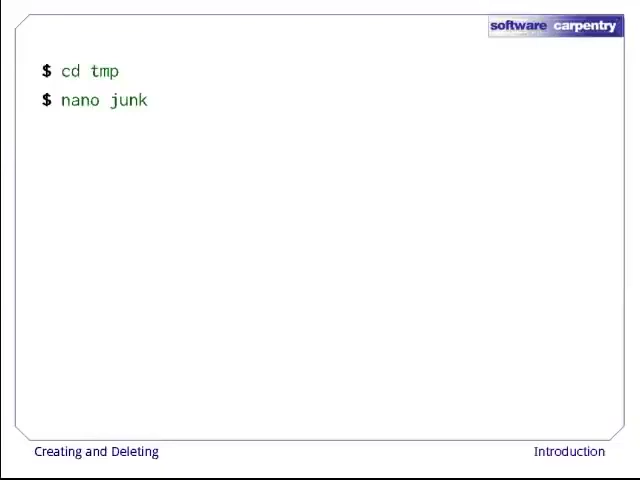 software carpentry
$ cd tmp
$ nano junk
Creating and Deleting
Introduction